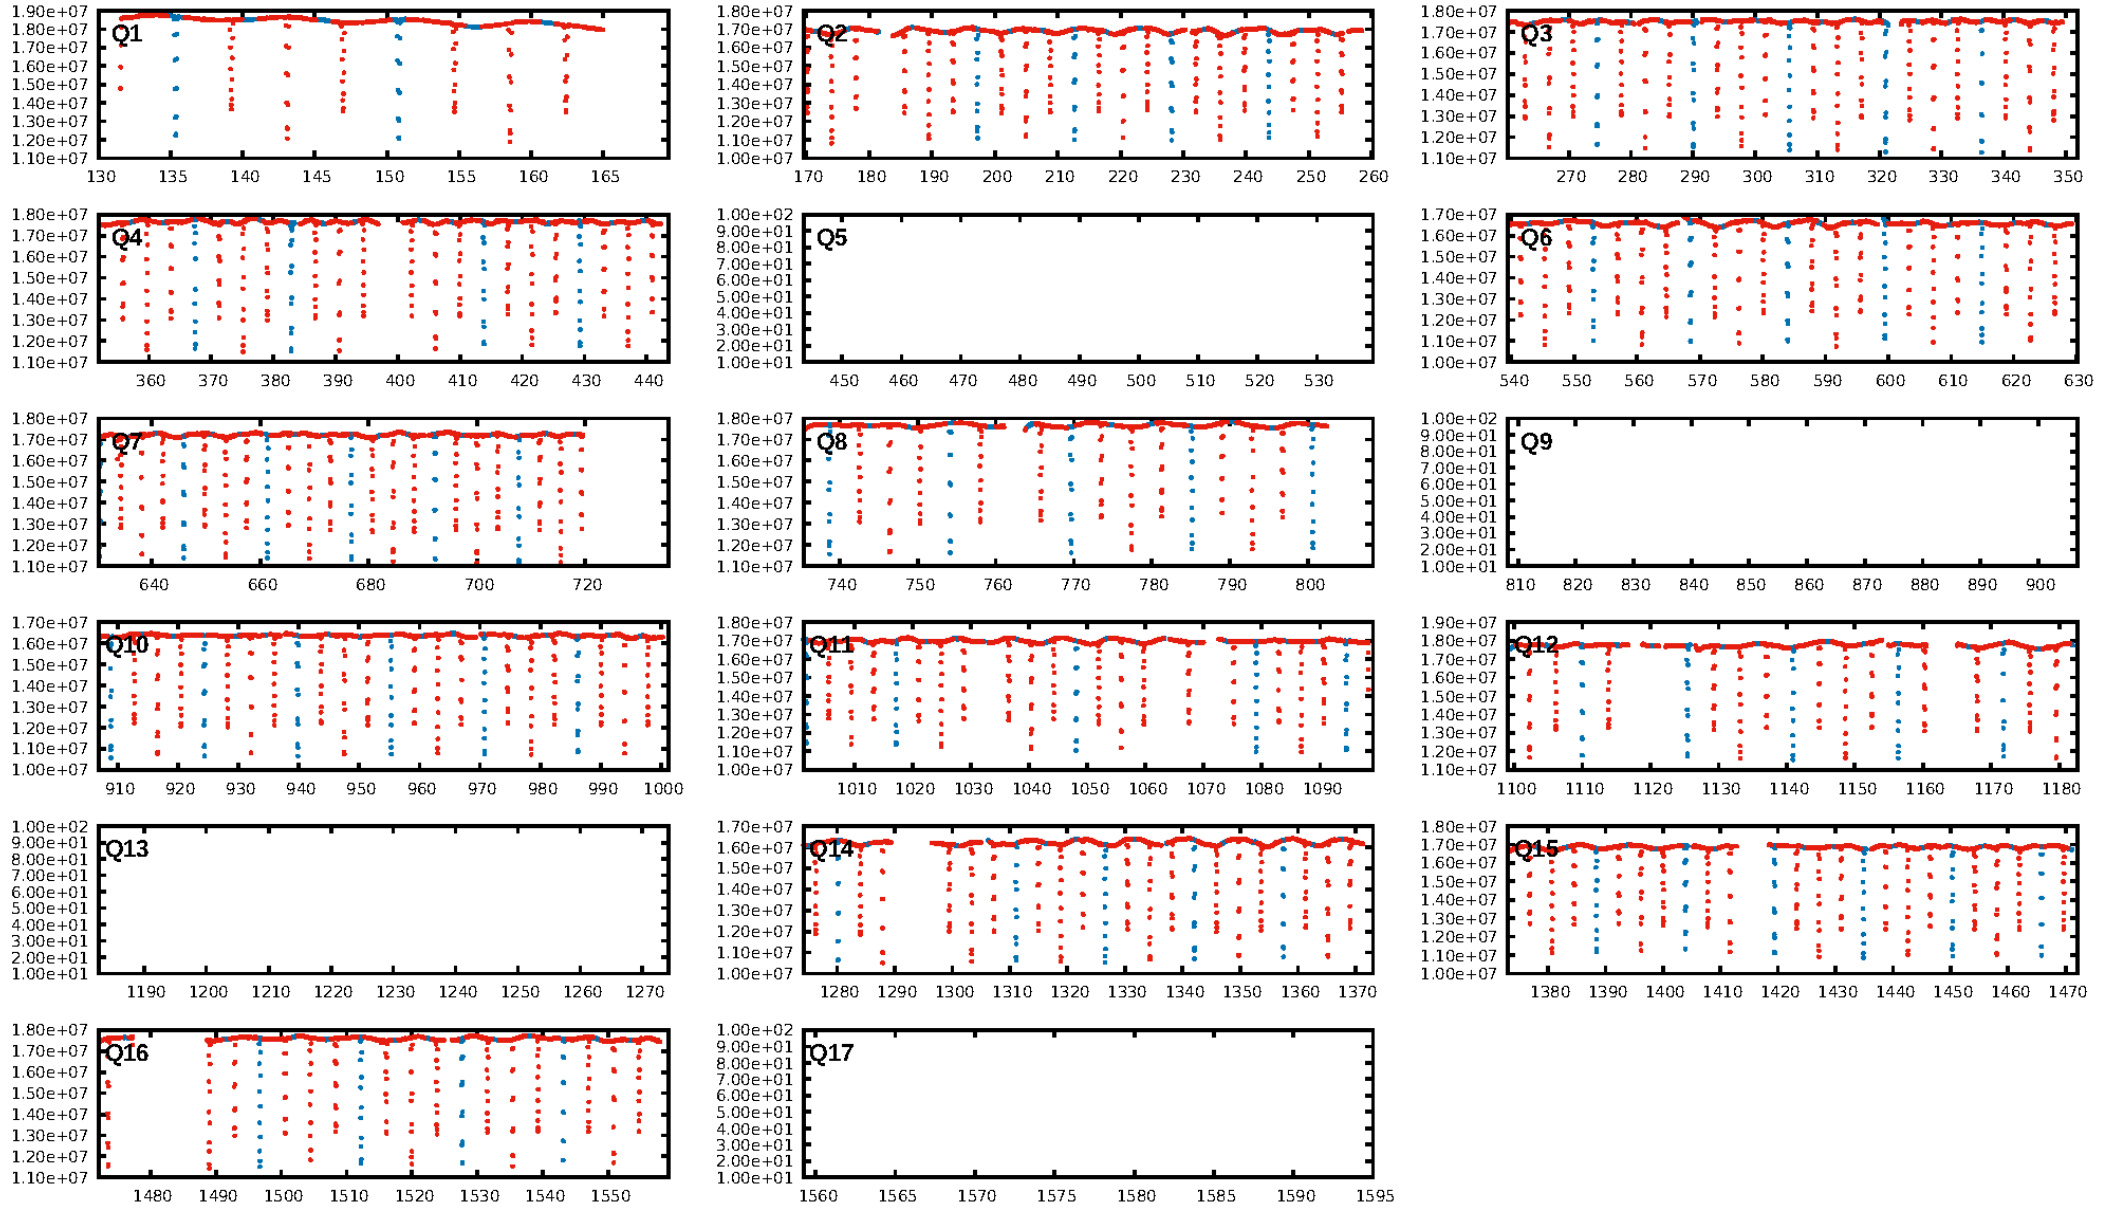 Q1
1.90e+07
1.80e+07
1.70e+07
1.60e+07
1.50e+07
1.40e+07
1.30e+07
1.20e+07
1.10e+07
130 135 140 145 150 155 160 165
Q2
1.80e+07
1.70e+07
1.60e+07
1.50e+07
1.40e+07
1.30e+07
1.20e+07
1.10e+07
1.00e+07
170 180 190 200 210 220 230 240 250 260
Q3
1.80e+07
1.70e+07
1.60e+07
1.50e+07
1.40e+07
1.30e+07
1.20e+07
1.10e+07
270 280 290 300 310 320 330 340 350
Q4
1.80e+07
1.70e+07
1.60e+07
1.50e+07
1.40e+07
1.30e+07
1.20e+07
1.10e+07
360 370 380 390 400 410 420 430 440
Q5
1.00e+02
9.00e+01
8.00e+01
7.00e+01
6.00e+01
5.00e+01
4.00e+01
3.00e+01
2.00e+01
1.00e+01
450 460 470 480 490 500 510 520 530
Q6
1.70e+07
1.60e+07
1.50e+07
1.40e+07
1.30e+07
1.20e+07
1.10e+07
1.00e+07
540 550 560 570 580 590 600 610 620 630
Q7
1.80e+07
1.70e+07
1.60e+07
1.50e+07
1.40e+07
1.30e+07
1.20e+07
1.10e+07
640 660 680 700 720
Q8
1.80e+07
1.70e+07
1.60e+07
1.50e+07
1.40e+07
1.30e+07
1.20e+07
1.10e+07
740 750 760 770 780 790 800
Q9
1.00e+02
9.00e+01
8.00e+01
7.00e+01
6.00e+01
5.00e+01
4.00e+01
3.00e+01
2.00e+01
1.00e+01
810 820 830 840 850 860 870 880 890 900
Q10
1.70e+07
1.60e+07
1.50e+07
1.40e+07
1.30e+07
1.20e+07
1.10e+07
1.00e+07
910 920 930 940 950 960 970 980 990 1000
Q11
1.80e+07
1.70e+07
1.60e+07
1.50e+07
1.40e+07
1.30e+07
1.20e+07
1.10e+07
1.00e+07
1010 1020 1030 1040 1050 1060 1070 1080 1090
Q12
1.90e+07
1.80e+07
1.70e+07
1.60e+07
1.50e+07
1.40e+07
1.30e+07
1.20e+07
1.10e+07
1100 1110 1120 1130 1140 1150 1160 1170 1180
Q13
1.00e+02
9.00e+01
8.00e+01
7.00e+01
6.00e+01
5.00e+01
4.00e+01
3.00e+01
2.00e+01
1.00e+01
1190 1200 1210 1220 1230 1240 1250 1260 1270
Q14
1.70e+07
1.60e+07
1.50e+07
1.40e+07
1.30e+07
1.20e+07
1.10e+07
1.00e+07
1280 1290 1300 1310 1320 1330 1340 1350 1360 1370
Q15
1.80e+07
1.70e+07
1.60e+07
1.50e+07
1.40e+07
1.30e+07
1.20e+07
1.10e+07
1.00e+07
1380 1390 1400 1410 1420 1430 1440 1450 1460 1470
Q16
1.80e+07
1.70e+07
1.60e+07
1.50e+07
1.40e+07
1.30e+07
1.20e+07
1.10e+07
1480 1490 1500 1510 1520 1530 1540 1550
Q17
1.00e+02
9.00e+01
8.00e+01
7.00e+01
6.00e+01
5.00e+01
4.00e+01
3.00e+01
2.00e+01
1.00e+01
1560 1565 1570 1575 1580 1585 1590 1595